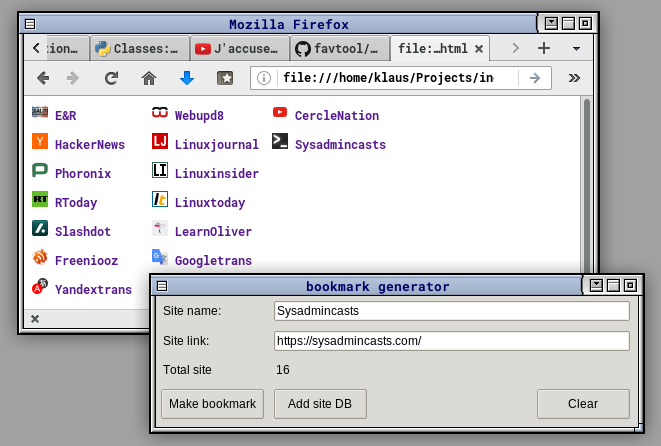 Mozilla Firefox
tion… Classes:… J'accuse… favtool/… file:…html
file:///home/klaus/Projects/in
E&R Webupd8 CercleNation
HackerNews Linuxjournal Sysadmincasts
Phoronix Linuxinsider
RToday Linuxtoday
Slashdot LearnOliver
Freeniooz Googletrans
Yandextrans
bookmark generator
Site name: Sysadmincasts
Site link: https://sysadmincasts.com/
Total site 16
Make bookmark Add site DB Clear